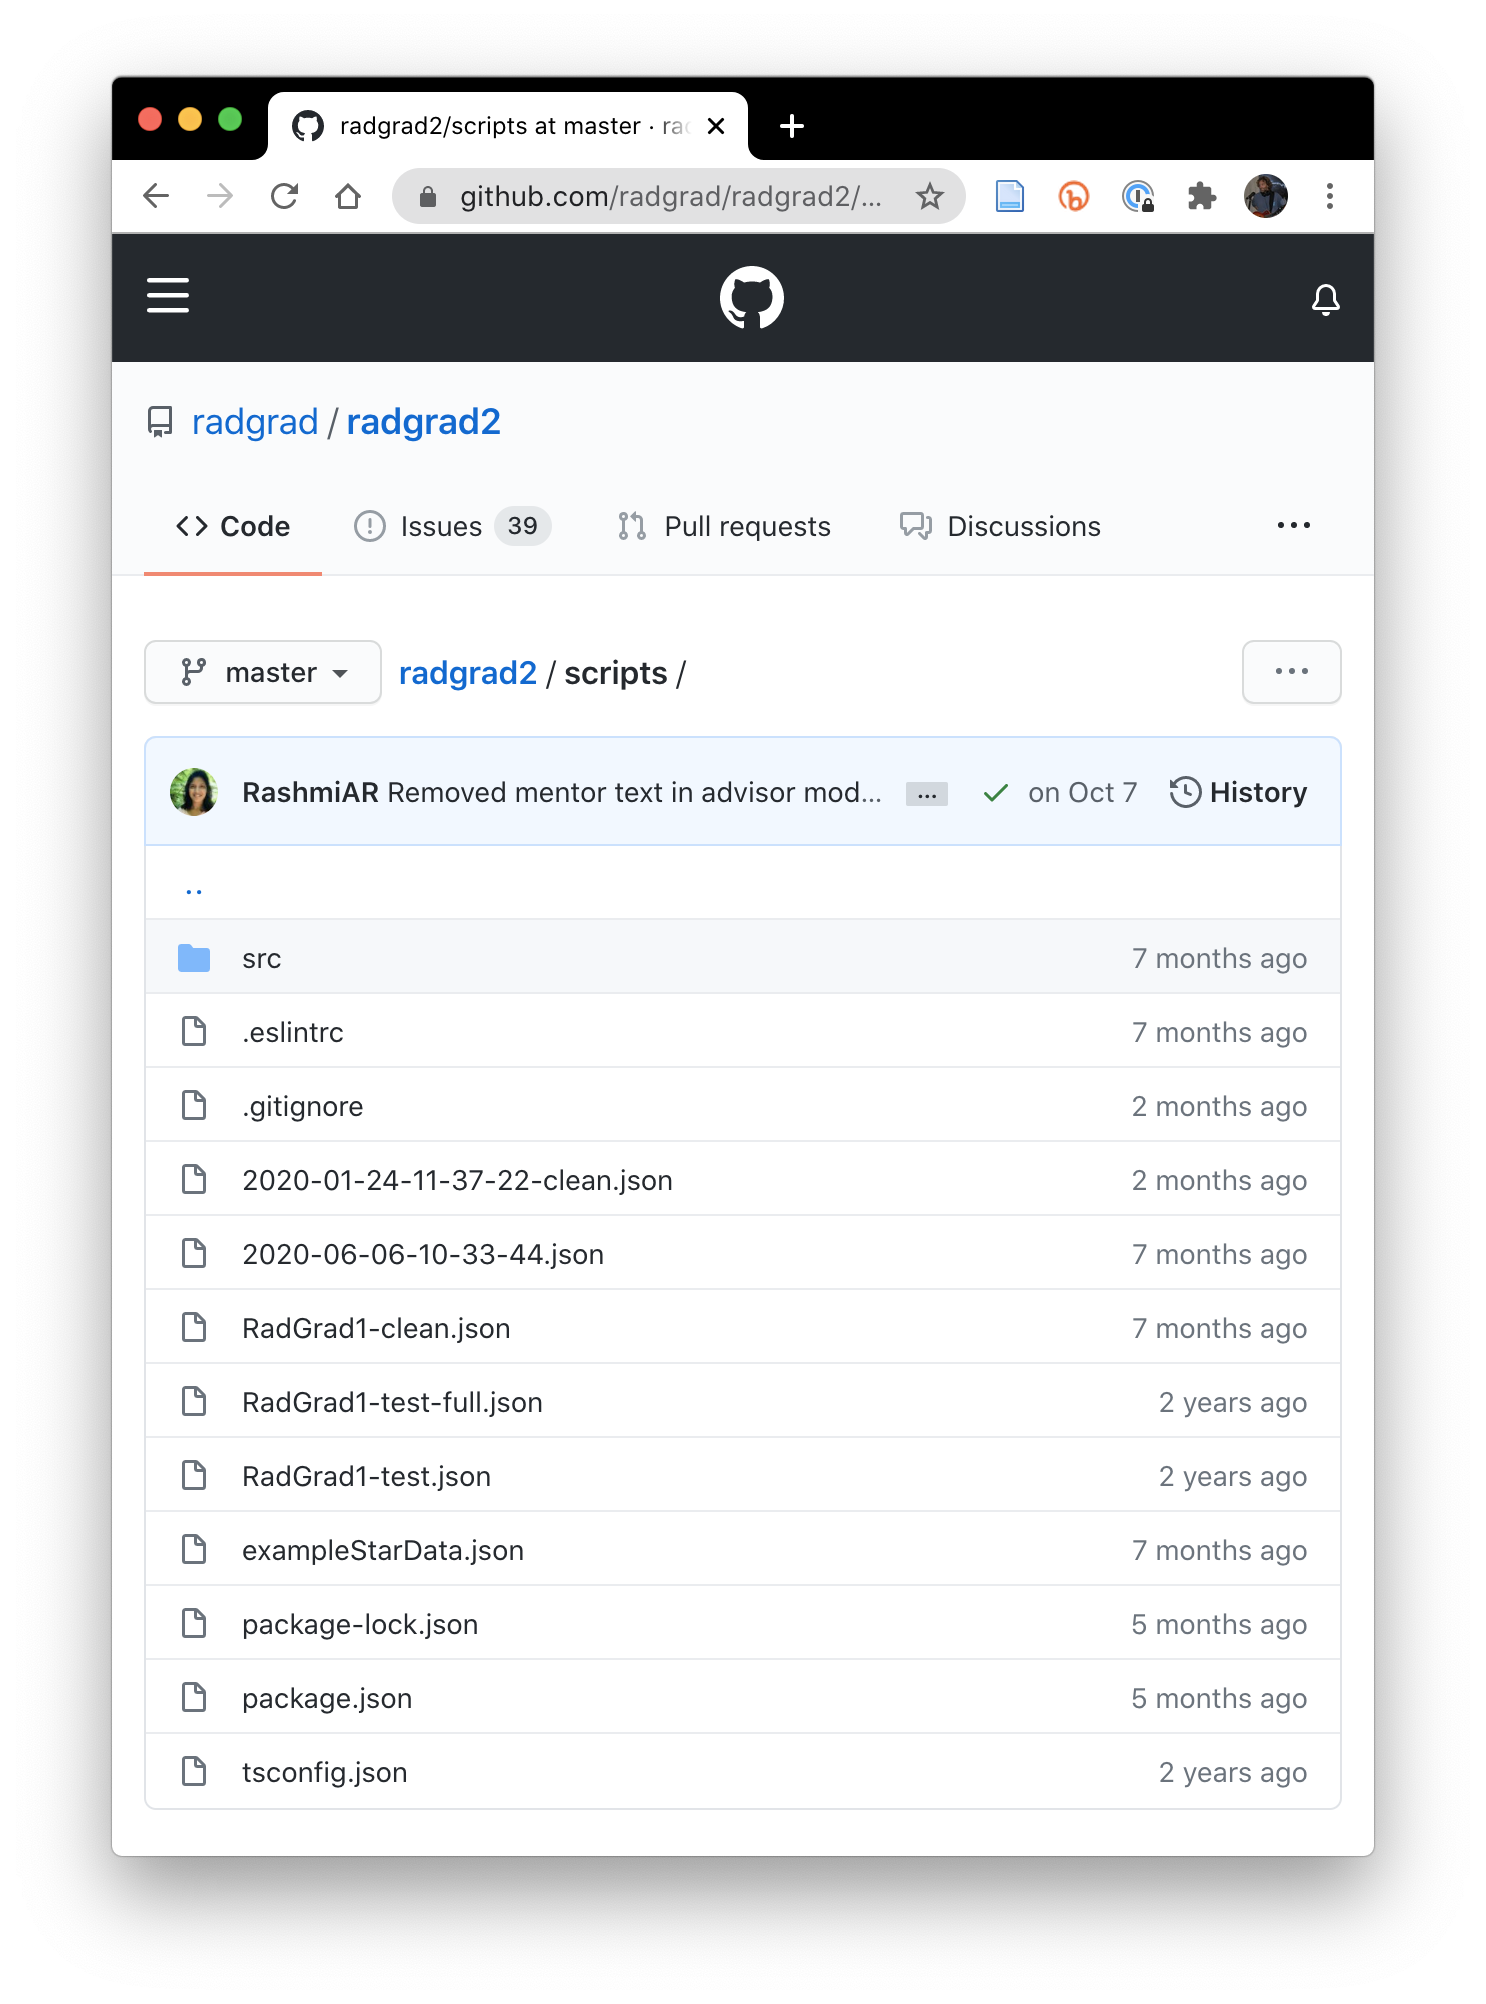 radgrad2/scripts at master · rad
github.com/radgrad/radgrad2/...
radgrad / radgrad2
Code Issues 39 Pull requests Discussions ...
master radgrad2 / scripts / ...
RashmiAR Removed mentor text in advisor mod... ... on Oct 7 History
..
src 7 months ago
.eslintrc 7 months ago
.gitignore 2 months ago
2020-01-24-11-37-22-clean.json 2 months ago
2020-06-06-10-33-44.json 7 months ago
RadGrad1-clean.json 7 months ago
RadGrad1-test-full.json 2 years ago
RadGrad1-test.json 2 years ago
exampleStarData.json 7 months ago
package-lock.json 5 months ago
package.json 5 months ago
tsconfig.json 2 years ago